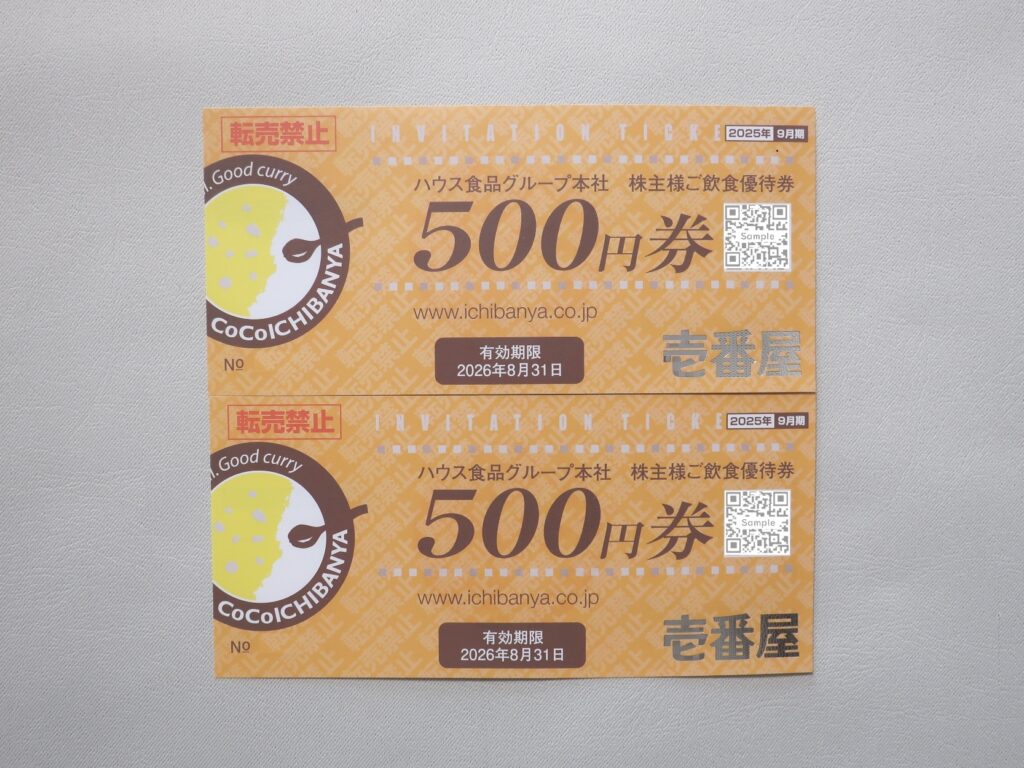 転売禁止
INVITATION TICKE
2025年 9月期
ハウス食品グループ本社 株主様ご飲食優待券
500円券
Sample
www.ichibanya.co.jp
有効期限
2026年8月31日
壱番屋
Good curry
CoCoICHIBANYA
№
転売禁止
INVITATION TICKE
2025年 9月期
ハウス食品グループ本社 株主様ご飲食優待券
500円券
Sample
www.ichibanya.co.jp
有効期限
2026年8月31日
壱番屋
Good curry
CoCoICHIBANYA
№